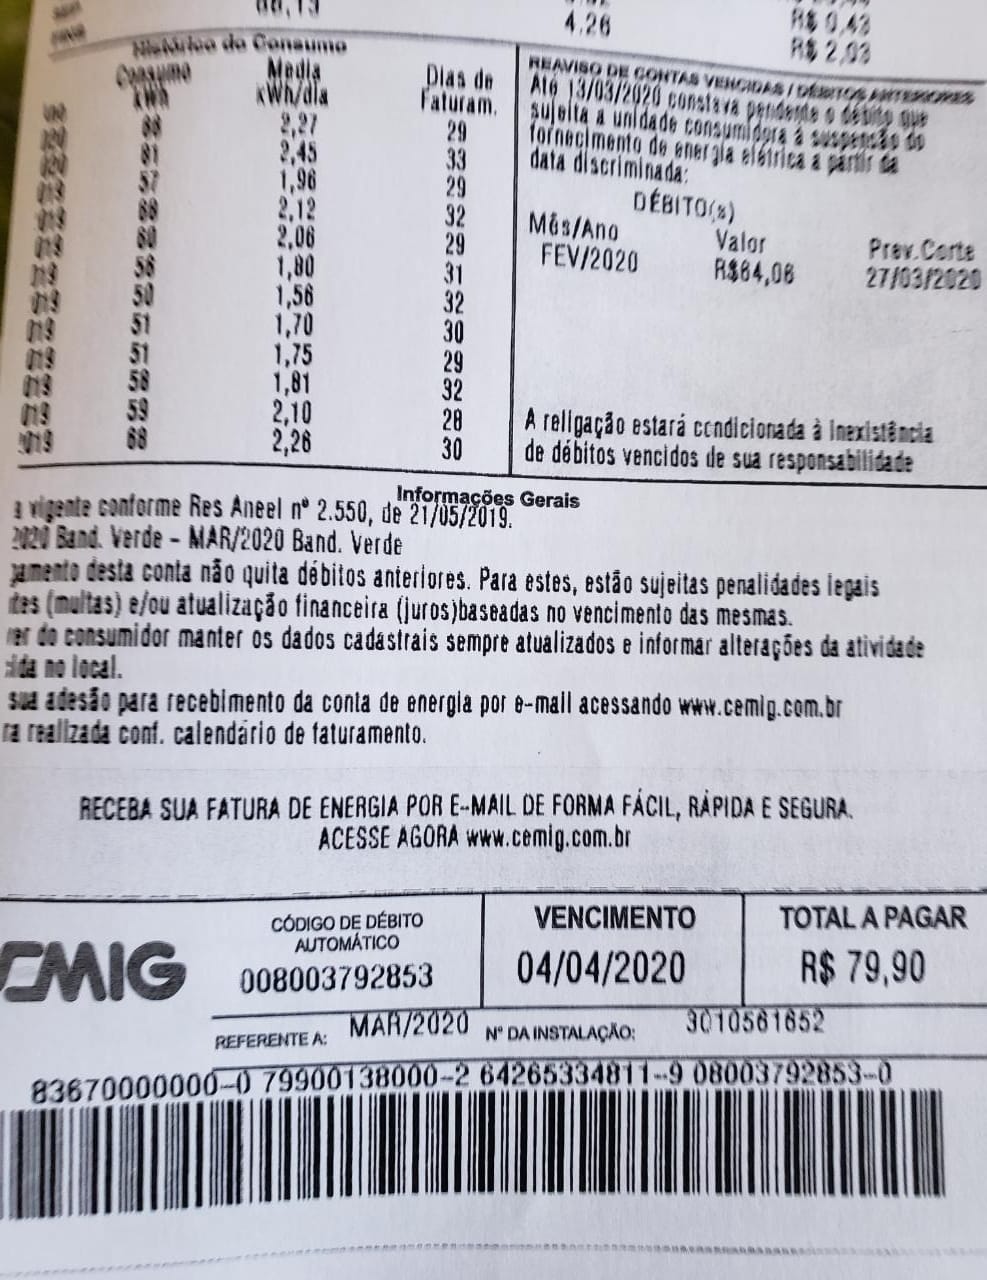 4.26
R$ 0,43
R$ 2,03
Histórico do Consumo
Consumo kWh Media kWh/dia Dias de Faturam.
2,27 29
81 2,45 33
57 1,96 29
2,12 32
60 2,06 29
1,80 31
50 1,56 32
51 1,70 30
51 1,75 29
58 1,81 32
59 2,10 28
68 2,26 30
REAVISO DE CONTAS VENCIDAS / DÉBITOS ANTERIORES
Até 13/03/2020 constava pendente o débito que
sujeita a unidade consumidora à suspensão do
fornecimento de energia elétrica a partir da
data discriminada:
DÉBITO(s)
Mês/Ano Valor Prev.Corte
FEV/2020 R$64,06 27/03/2020
A religação estará condicionada à inexistência
de débitos vencidos de sua responsabilidade
Informações Gerais
a vigente conforme Res Aneel nº 2.550, de 21/05/2019.
2020 Band. Verde - MAR/2020 Band. Verde
gamento desta conta não quita débitos anteriores. Para estes, estão sujeitas penalidades legais
ites (multas) e/ou atualização financeira (juros)baseadas no vencimento das mesmas.
ver do consumidor manter os dados cadastrais sempre atualizados e informar alterações da atividade
cida no local.
sua adesão para recebimento da conta de energia por e-mail acessando www.cemig.com.br
ra realizada conf. calendário de faturamento.
RECEBA SUA FATURA DE ENERGIA POR E-MAIL DE FORMA FÁCIL, RÁPIDA E SEGURA.
ACESSE AGORA www.cemig.com.br
CEMIG
CÓDIGO DE DÉBITO
AUTOMÁTICO
008003792853
VENCIMENTO
04/04/2020
TOTAL A PAGAR
R$ 79,90
REFERENTE A: MAR/2020 Nº DA INSTALAÇÃO: 3010561652
83670000000-0 79900138000-2 64265334811-9 08003792853-0